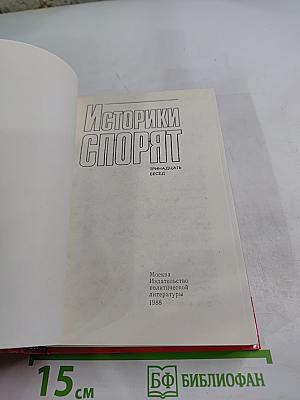 ИСТОРИКИ
СПОРЯТ
ТРИНАДЦАТЬ
БЕСЕД
Москва
Издательство
политической
литературы
1988
15 см
БФ БИБЛИОФАН